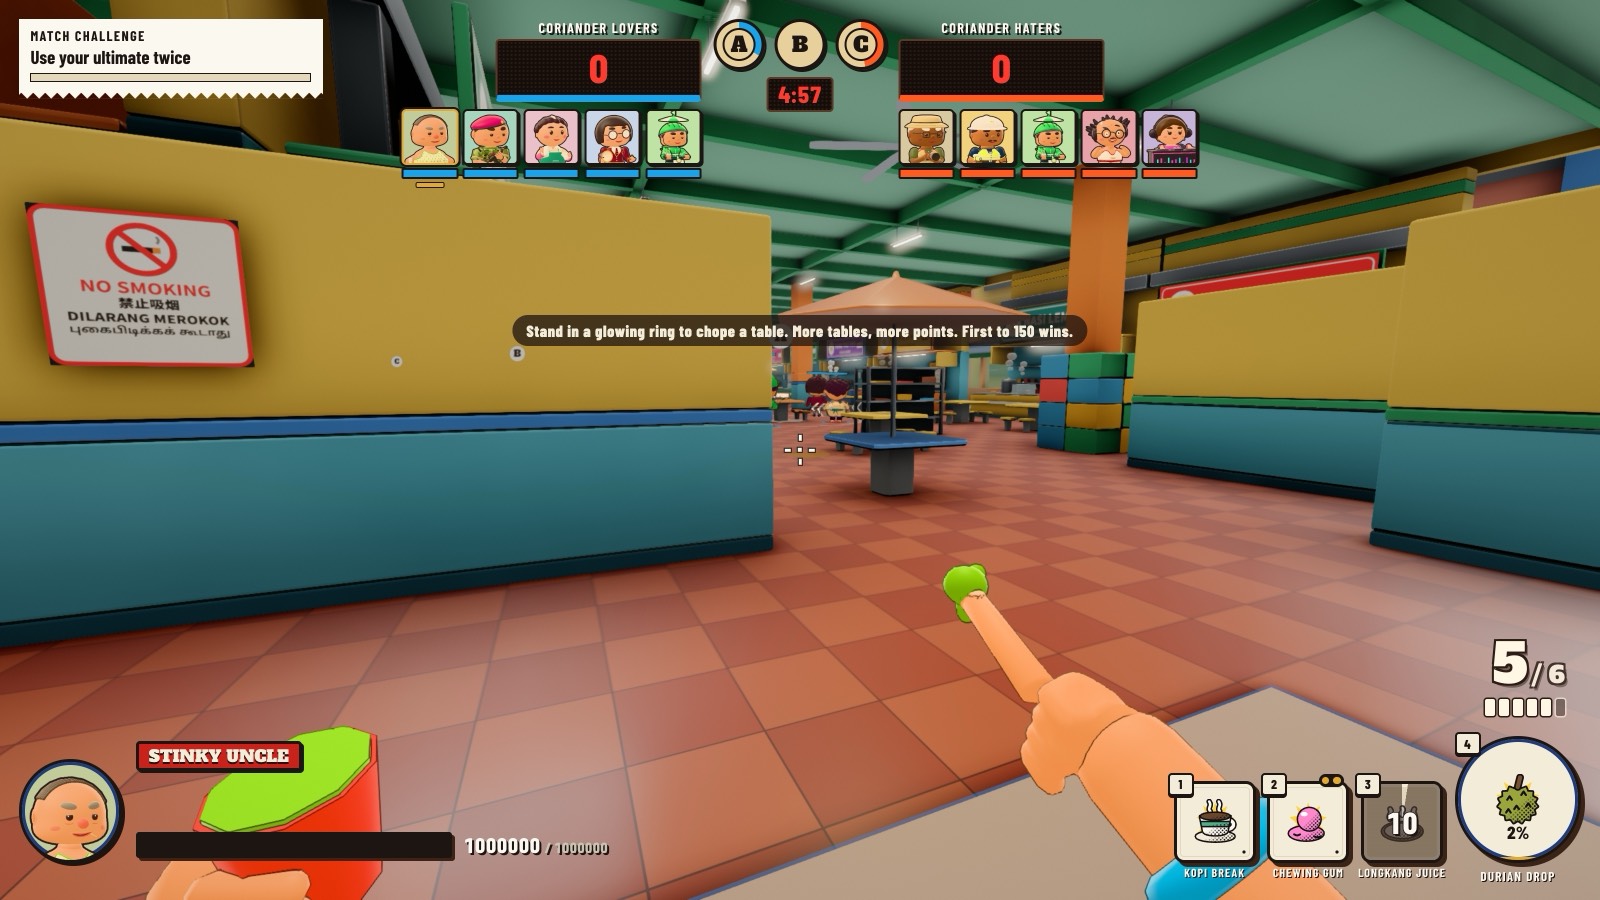 MATCH CHALLENGE
Use your ultimate twice
CORIANDER LOVERS
0
A
B
C
4:57
CORIANDER HATERS
0
NO SMOKING
禁止吸烟
DILARANG MEROKOK
புகைபிடிக்கக் கூடாது
C
B
Stand in a glowing ring to chope a table. More tables, more points. First to 150 wins.
STINKY UNCLE
1000000 / 1000000
5/6
1
2
3
4
10
2%
KOPI BREAK
CHEWING GUM
LONGKANG JUICE
DURIAN DROP